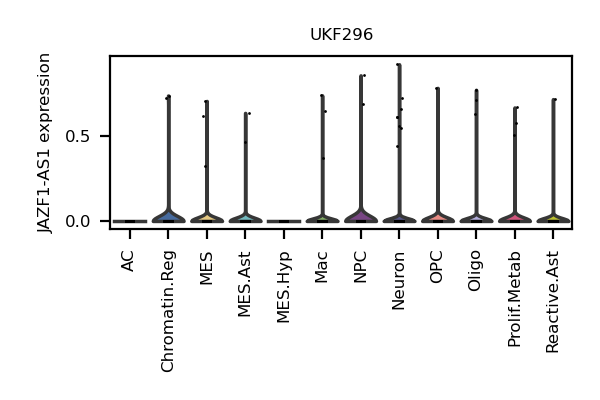 UKF296
JAZF1-AS1 expression
0.5
0.0
AC
Chromatin.Reg
MES
MES.Ast
MES.Hyp
Mac
NPC
Neuron
OPC
Oligo
Prolif.Metab
Reactive.Ast